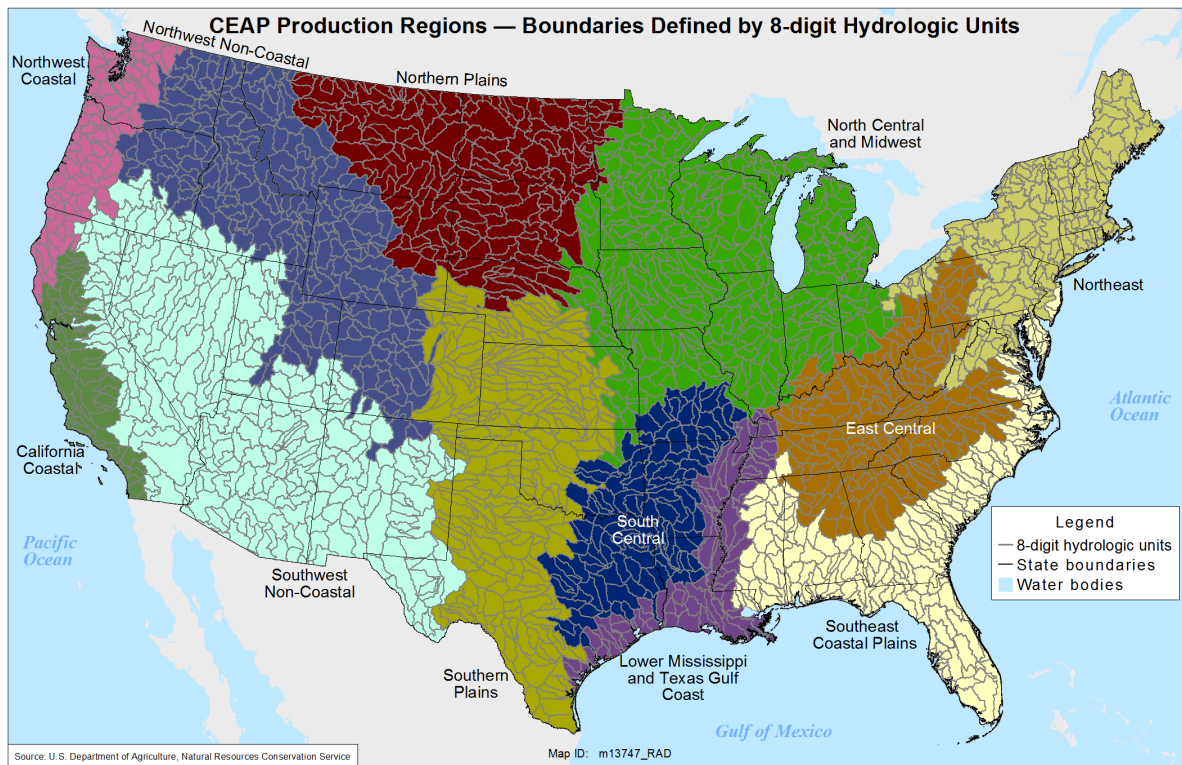 CEAP Production Regions — Boundaries Defined by 8-digit Hydrologic Units
Northwest Non-Coastal
Northwest
Coastal
Northern Plains
North Central
and Midwest
Northeast
Atlantic
Ocean
East Central
California
Coastal
South
Central
Pacific
Ocean
Legend
8-digit hydrologic units
State boundaries
Water bodies
Southwest
Non-Coastal
Southeast
Coastal Plains
Lower Mississippi
and Texas Gulf
Coast
Southern
Plains
Gulf of Mexico
Source: U.S. Department of Agriculture, Natural Resources Conservation Service
Map ID: m13747_RAD